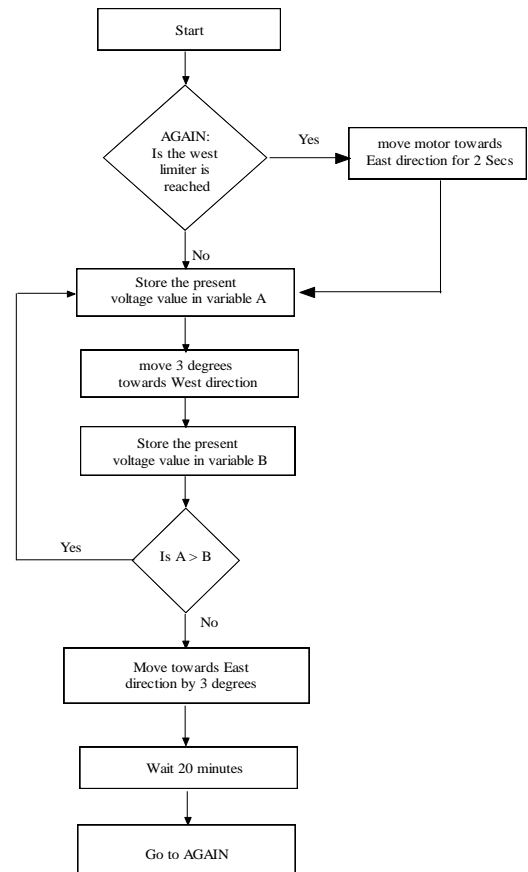 Start
AGAIN:
Is the west
limiter is
reached
Yes
move motor towards
East direction for 2 Secs
No
Store the present
voltage value in variable A
move 3 degrees
towards West direction
Store the present
voltage value in variable B
Yes
Is A > B
No
Move towards East
direction by 3 degrees
Wait 20 minutes
Go to AGAIN